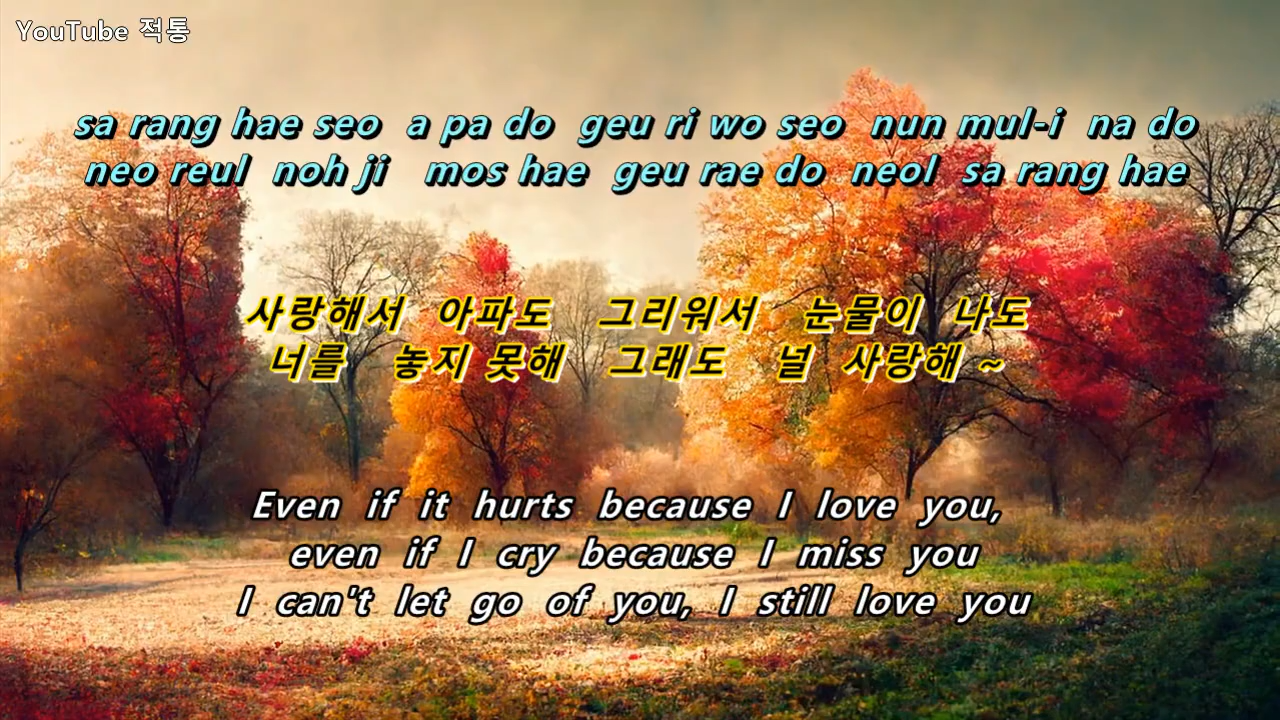 YouTube 적통
sa rang hae seo a pa do geu ri wo seo nun mul-i na do
neo reul noh ji mos hae geu rae do neol sa rang hae
사랑해서 아파도 그리워서 눈물이 나도
너를 놓지 못해 그래도 널 사랑해 ~
Even if it hurts because I love you,
even if I cry because I miss you
I can't let go of you, I still love you